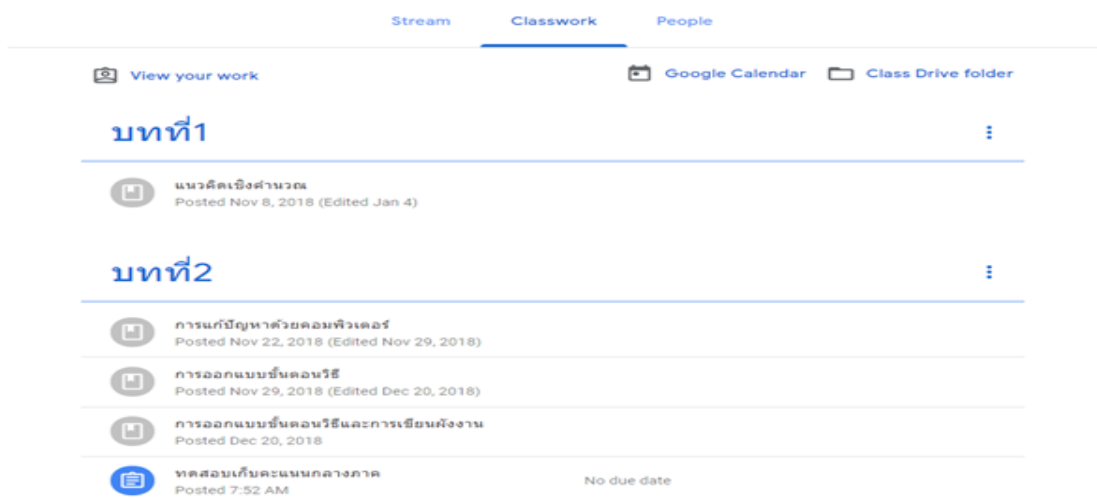 Stream Classwork People
View your work Google Calendar Class Drive folder
บทที่1
แนวคิดเชิงคำนวณ
Posted Nov 8, 2018 (Edited Jan 4)
บทที่2
การแก้ปัญหาด้วยคอมพิวเตอร์
Posted Nov 22, 2018 (Edited Nov 29, 2018)
การออกแบบขั้นตอนวิธี
Posted Nov 29, 2018 (Edited Dec 20, 2018)
การออกแบบขั้นตอนวิธีและการเขียนผังงาน
Posted Dec 20, 2018
ทดสอบเก็บคะแนนกลางภาค No due date
Posted 7:52 AM